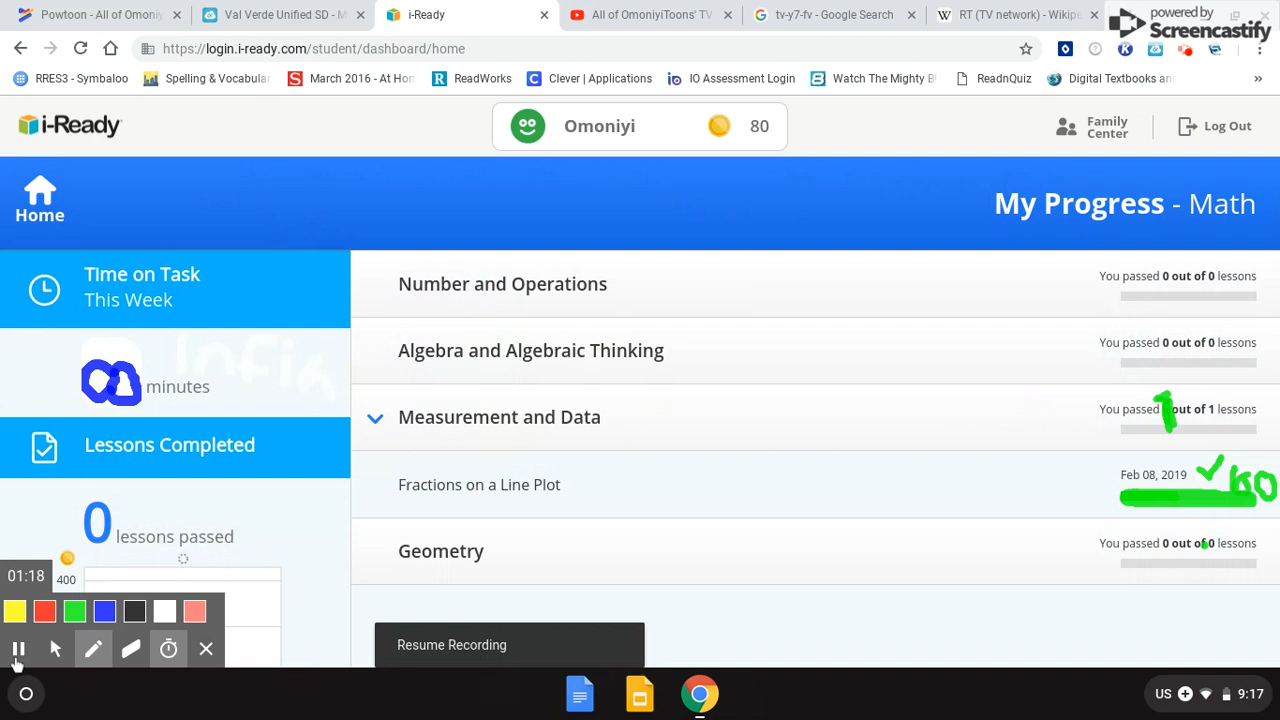 Powtoon - All of Omoniy
Val Verde Unified SD - M
i-Ready
All of OmoniyiToons' TV
tv-y7-fv - Google Search
RT (TV network) - Wikipe
powered by
Screencastify
https://login.i-ready.com/student/dashboard/home
RRES3 - Symbaloo
Spelling & Vocabular
March 2016 - At Hom
ReadWorks
Clever | Applications
IO Assessment Login
Watch The Mighty B
ReadnQuiz
Digital Textbooks an
»
i-Ready
Omoniyi
80
Family
Center
Log Out
Home
My Progress - Math
Time on Task
This Week
Infin
minutes
Lessons Completed
0 lessons passed
400
Number and Operations
You passed 0 out of 0 lessons
Algebra and Algebraic Thinking
You passed 0 out of 0 lessons
Measurement and Data
You passed 1 out of 1 lessons
Fractions on a Line Plot
Feb 08, 2019
Geometry
You passed 0 out of 0 lessons
01:18
Resume Recording
US
9:17